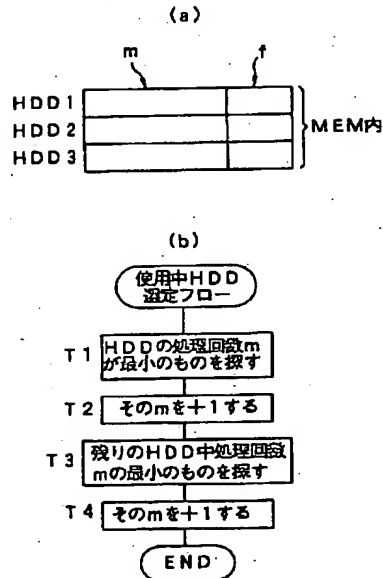 (a)
m f
HDD1
HDD2
HDD3
MEM内
(b)
使用中HDD
選定フロー
T1 HDDの処理回数m
が最小のものを探す
T2 そのmを+1する
T3 残りのHDD中処理回数
mの最小のものを探す
T4 そのmを+1する
END